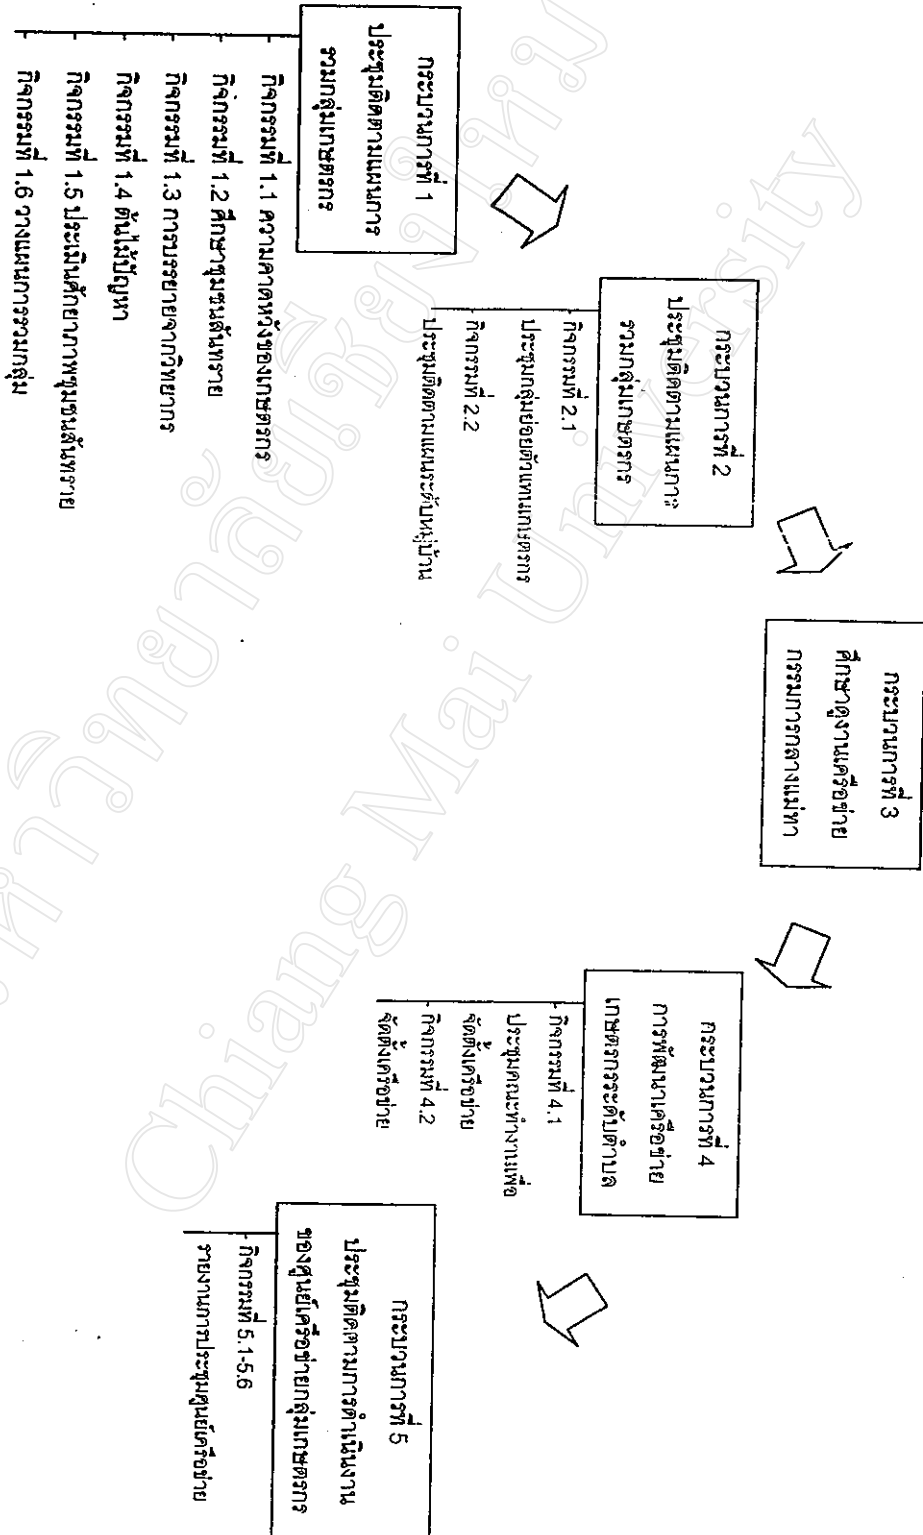 กระบวนการที่ 1
ประชุมติดตามแผนการ
รวมกลุ่มเกษตรกร
กิจกรรมที่ 1.1 ความคาดหวังของเกษตรกร
กิจกรรมที่ 1.2 ศึกษาชุมชนสันทราย
กิจกรรมที่ 1.3 การบรรยายจากวิทยากร
กิจกรรมที่ 1.4 ต้นไม้ปัญหา
กิจกรรมที่ 1.5 ประเมินศักยภาพชุมชนสันทราย
กิจกรรมที่ 1.6 วางแผนการรวมกลุ่ม
กระบวนการที่ 2
ประชุมติดตามแผนการ
รวมกลุ่มเกษตรกร
กิจกรรมที่ 2.1
ประชุมกลุ่มย่อยตัวแทนเกษตรกร
กิจกรรมที่ 2.2
ประชุมติดตามแผนระดับหมู่บ้าน
กระบวนการที่ 3
ศึกษาดูงานเครือข่าย
กรรมการกลางแม่ทา
กระบวนการที่ 4
การพัฒนาเครือข่าย
เกษตรกรระดับตำบล
กิจกรรมที่ 4.1
ประชุมคณะทำงานเพื่อ
จัดตั้งเครือข่าย
กิจกรรมที่ 4.2
จัดตั้งเครือข่าย
กระบวนการที่ 5
ประชุมติดตามการดำเนินงาน
ของศูนย์เครือข่ายกลุ่มเกษตรกร
กิจกรรมที่ 5.1-5.6
รายงานการประชุมศูนย์เครือข่าย
มหาวิทยาลัยเชียงใหม่
Chiang Mai University